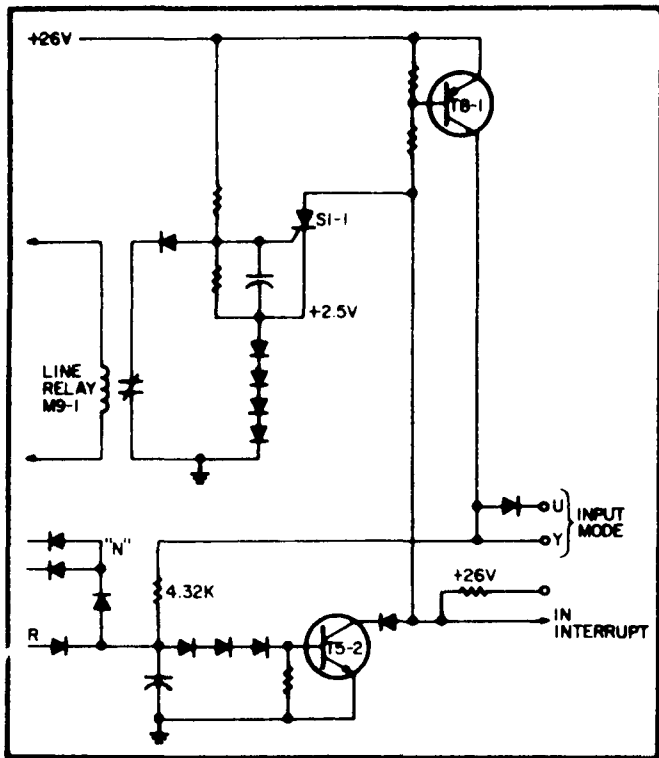 +26V
T8-1
S1-1
+2.5V
LINE
RELAY
M9-1
U
INPUT
MODE
Y
"N"
4.32K
+26V
R
T5-2
IN
INTERRUPT